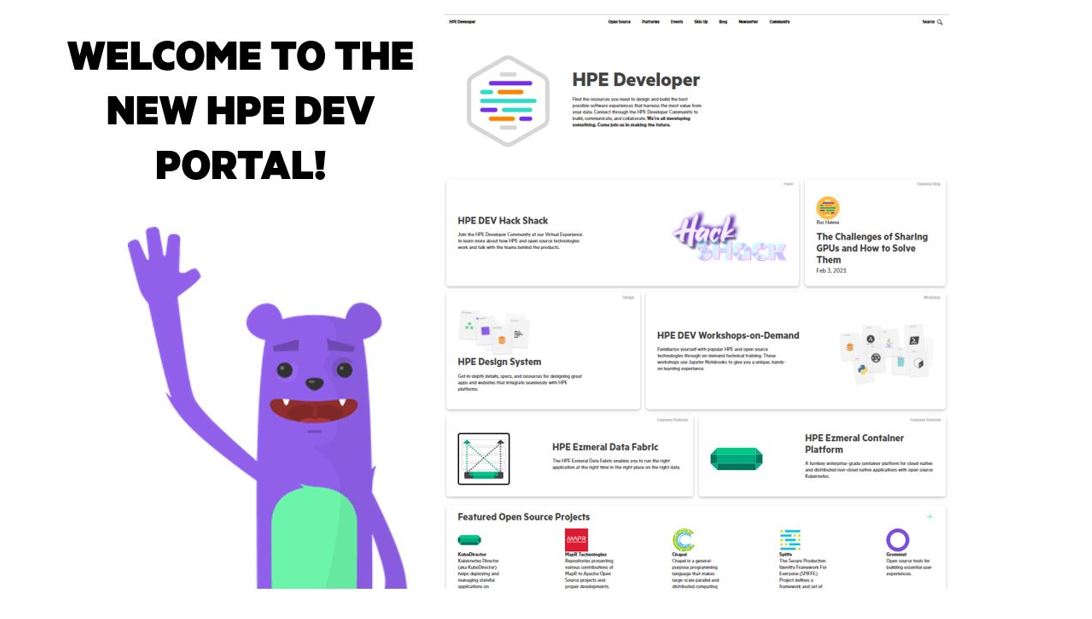 WELCOME TO THE
NEW HPE DEV
PORTAL!
HPE Developer
Open Source Platforms Events Skill Up Blog Newsletter Community
Search
HPE Developer
Find the resources you need to design and build the best
possible software experiences that harness the most value from
your data. Connect through the HPE Developer Community to
build, communicate, and collaborate. We're all developing
something. Come join us in making the future.
Event
HPE DEV Hack Shack
Join the HPE Developer Community at our Virtual Experience
to learn more about how HPE and open source technologies
work and talk with the teams behind the products.
Hack
SHACK
Features Blog
The Challenges of Sharing
GPUs and How to Solve
Them
Feb 3, 2021
Design
HPE Design System
Get in-depth details, specs, and resources for designing great
apps and websites that integrate seamlessly with HPE
platforms.
Workshop
HPE DEV Workshops-on-Demand
Familiarise yourself with popular HPE and open source
technologies through on-demand technical training. These
workshops use Jupyter Notebooks to give you a unique, hands-
on learning experience.
Features Platform
HPE Ezmeral Data Fabric
The HPE Ezmeral Data Fabric enables you to run the right
application at the right time in the right place on the right data.
Features Platform
HPE Ezmeral Container
Platform
A turnkey enterprise-grade container platform for cloud native
and distributed non-cloud native applications with open source
Kubernetes.
Featured Open Source Projects
KubeDirector
Kubernetes Director
(aka KubeDirector)
helps deploying and
managing stateful
applications on
MAPR
MapR Technologies
Repositories presenting
various contributions of
MapR to Apache Open
Source projects and
proper developments.
Chapel
Chapel is a general-
purpose programming
language that makes
large-scale parallel and
distributed computing
Spiffe
The Secure Production
Identity Framework For
Everyone (SPIFFE)
Project defines a
framework and set of
Grommet
Open source tools for
building essential user
experiences.